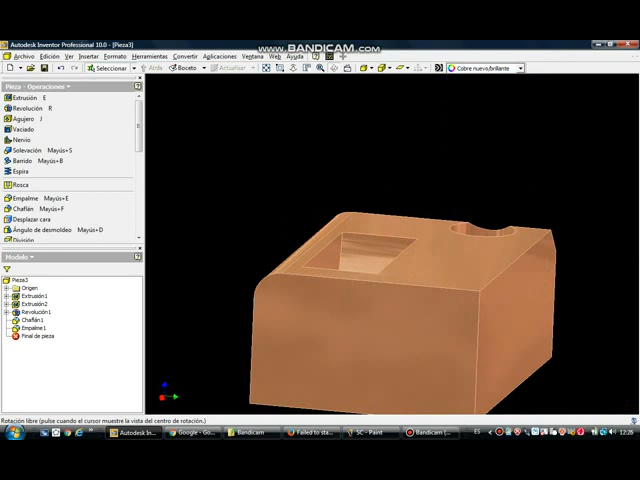 www.BANDICAM.com
Autodesk Inventor Professional 10.0 - [Pieza3]
Archivo Edición Ver Insertar Formato Herramientas Convertir Aplicaciones Ventana Web Ayuda
Seleccionar Atrás Boceto Actualizar Cobre nuevo/brillante
Pieza - Operaciones
Extrusión E
Revolución R
Agujero J
Vaciado
Nervio
Solevación Mayús+S
Barrido Mayús+B
Espira
Rosca
Empalme Mayús+E
Chaflán Mayús+F
Desplazar cara
Ángulo de desmoldeo Mayús+D
División
Modelo
Pieza3
Origen
Extrusión1
Extrusión2
Revolución1
Chaflán1
Empalme1
Final de pieza
Rotación libre (pulse cuando el cursor muestre la vista del centro de rotación.)
Autodesk In... Google - Go... Bandicam Failed to sta... SC - Paint Bandicam (... ES 12:26